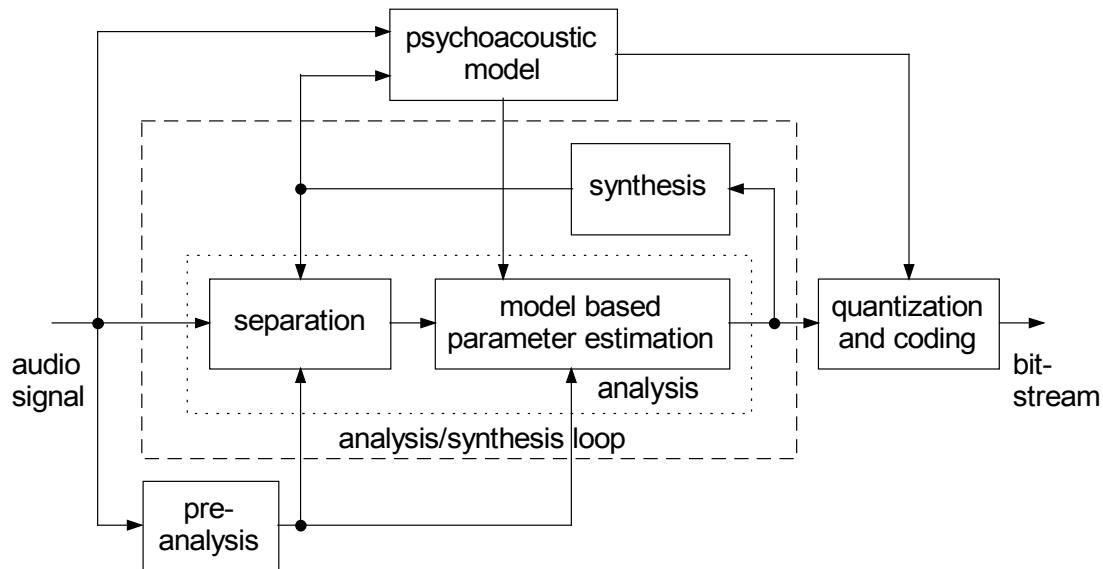 psychoacoustic
model
synthesis
separation
model based
parameter estimation
quantization
and coding
audio
signal
analysis
bit-
stream
analysis/synthesis loop
pre-
analysis